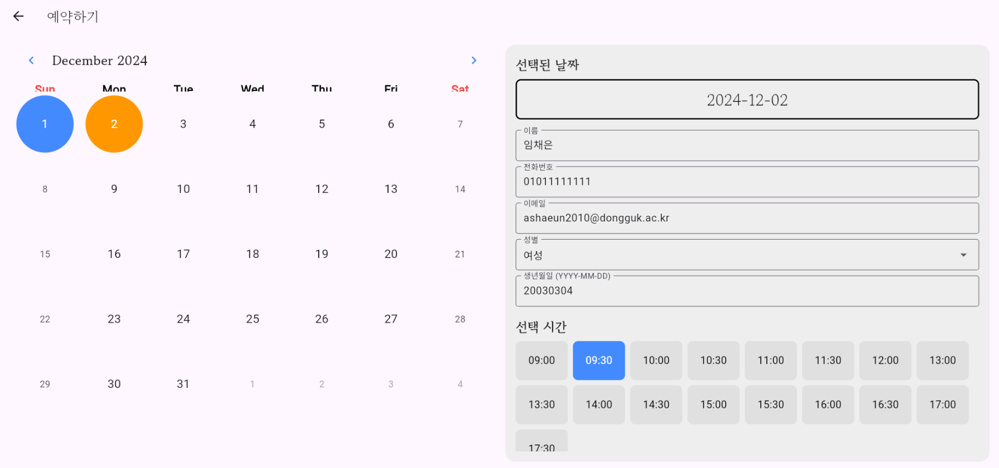 예약하기
December 2024
Sun Mon Tue Wed Thu Fri Sat
1 2 3 4 5 6 7
8 9 10 11 12 13 14
15 16 17 18 19 20 21
22 23 24 25 26 27 28
29 30 31 1 2 3 4
선택된 날짜
2024-12-02
이름
임채은
전화번호
01011111111
이메일
ashaeun2010@dongguk.ac.kr
성별
여성
생년월일 (YYYY-MM-DD)
20030304
선택 시간
09:00 09:30 10:00 10:30 11:00 11:30 12:00 13:00
13:30 14:00 14:30 15:00 15:30 16:00 16:30 17:00
17:30